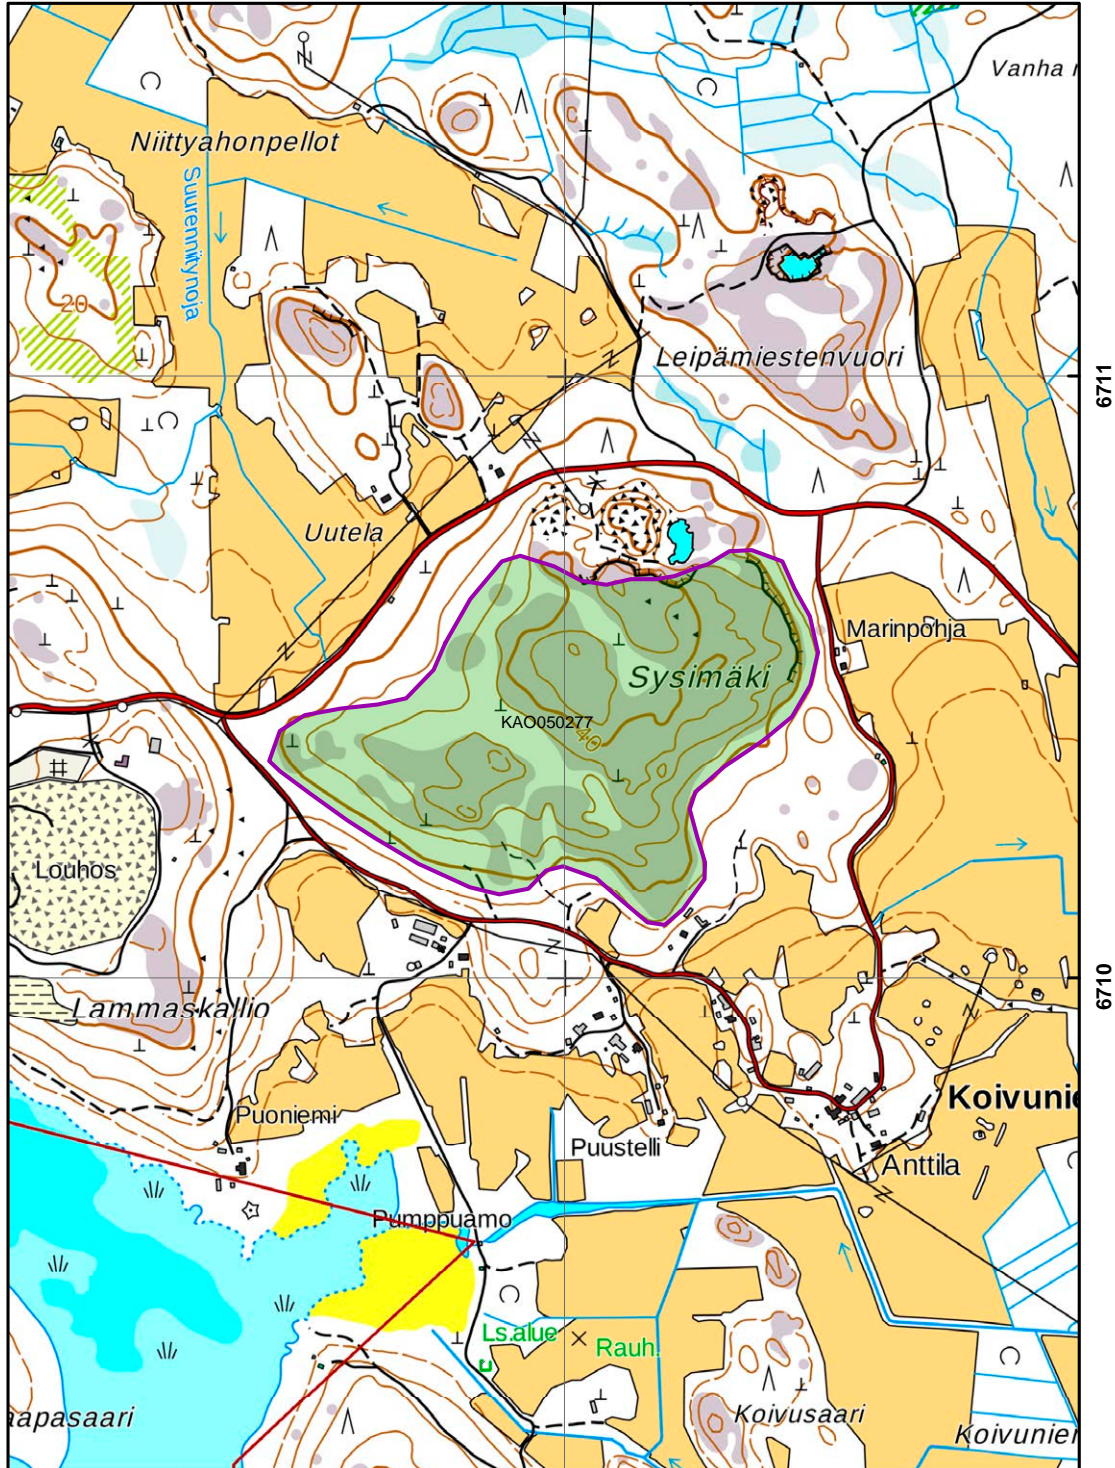 Vanha
Niittyahonpellot
Suurenniitynoja
20
Leipämiestenvuori
6711
Uutela
Marinpohja
Sysimäki
KAO050277
40
Louhos
Lammaskallio
6710
Puoniemi
Koivunie
Puustelli
Anttila
Pumppuamo
Ls.alue
Rauh.
aapasaari
Koivusaari
Koivunier